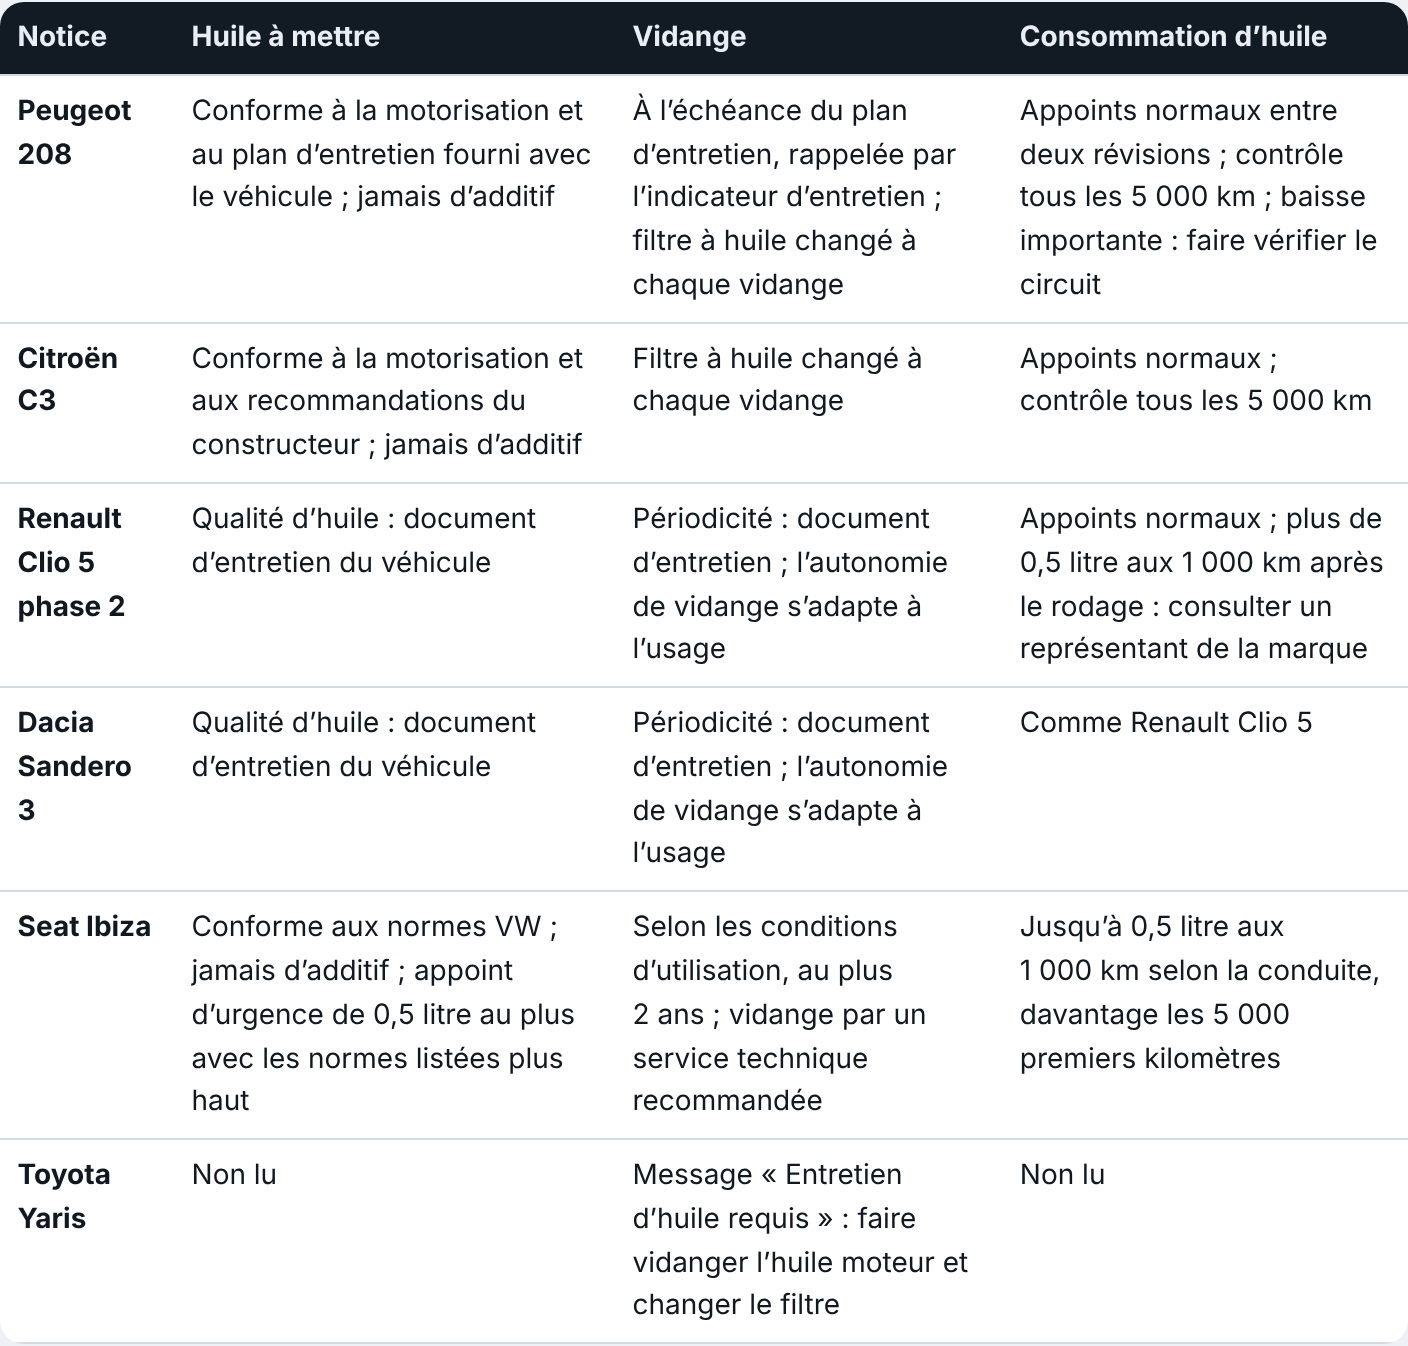 Notice Huile à mettre Vidange Consommation d’huile
Peugeot 208
Conforme à la motorisation et
au plan d’entretien fourni avec
le véhicule ; jamais d’additif
À l’échéance du plan
d’entretien, rappelée par
l’indicateur d’entretien ;
filtre à huile changé à
chaque vidange
Appoints normaux entre
deux révisions ; contrôle
tous les 5 000 km ; baisse
importante : faire vérifier le
circuit
Citroën
C3
Conforme à la motorisation et
aux recommandations du
constructeur ; jamais d’additif
Filtre à huile changé à
chaque vidange
Appoints normaux ;
contrôle tous les 5 000 km
Renault
Clio 5
phase 2
Qualité d’huile : document
d’entretien du véhicule
Périodicité : document
d’entretien ; l’autonomie
de vidange s’adapte à
l’usage
Appoints normaux ; plus de
0,5 litre aux 1 000 km après
le rodage : consulter un
représentant de la marque
Dacia
Sandero
3
Qualité d’huile : document
d’entretien du véhicule
Périodicité : document
d’entretien ; l’autonomie
de vidange s’adapte à
l’usage
Comme Renault Clio 5
Seat Ibiza
Conforme aux normes VW ;
jamais d’additif ; appoint
d’urgence de 0,5 litre au plus
avec les normes listées plus
haut
Selon les conditions
d’utilisation, au plus
2 ans ; vidange par un
service technique
recommandée
Jusqu’à 0,5 litre aux
1 000 km selon la conduite,
davantage les 5 000
premiers kilomètres
Toyota
Yaris
Non lu
Message « Entretien
d’huile requis » : faire
vidanger l’huile moteur et
changer le filtre
Non lu